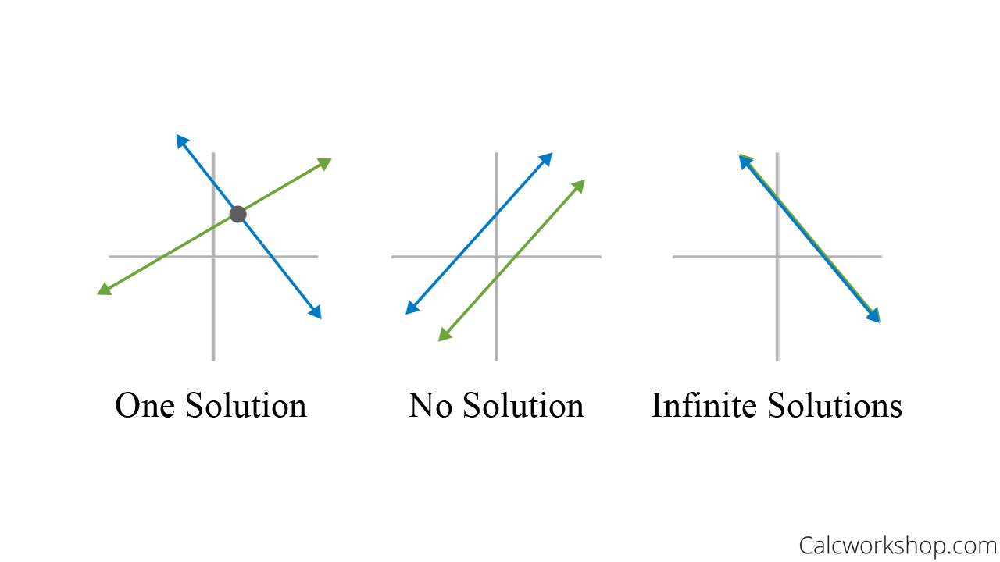 One Solution
No Solution
Infinite Solutions
Calcworkshop.com